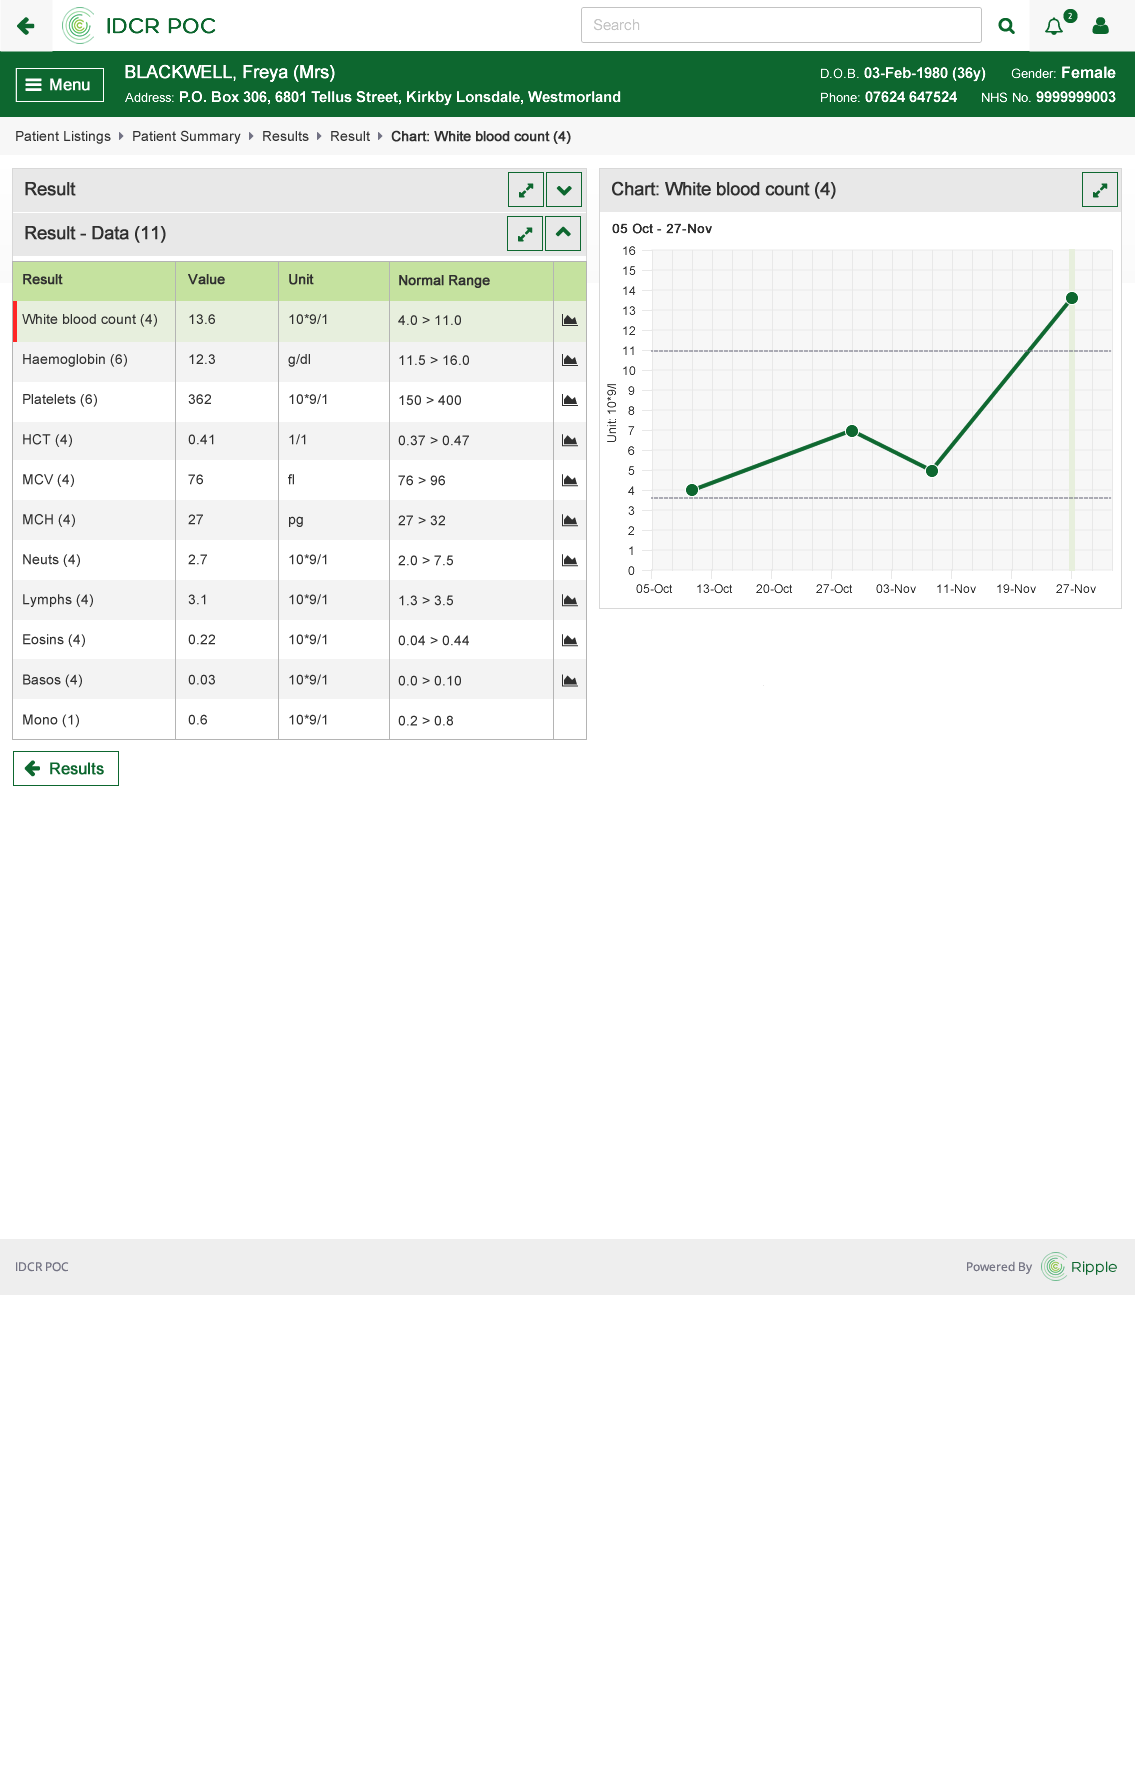 IDCR POC
Search
2
Menu
BLACKWELL, Freya (Mrs)
Address: P.O. Box 306, 6801 Tellus Street, Kirkby Lonsdale, Westmorland
D.O.B. 03-Feb-1980 (36y) Gender: Female
Phone: 07624 647524 NHS No. 9999999003
Patient Listings Patient Summary Results Result Chart: White blood count (4)
Result
Result - Data (11)
Result Value Unit Normal Range
White blood count (4) 13.6 10*9/1 4.0 > 11.0
Haemoglobin (6) 12.3 g/dl 11.5 > 16.0
Platelets (6) 362 10*9/1 150 > 400
HCT (4) 0.41 1/1 0.37 > 0.47
MCV (4) 76 fl 76 > 96
MCH (4) 27 pg 27 > 32
Neuts (4) 2.7 10*9/1 2.0 > 7.5
Lymphs (4) 3.1 10*9/1 1.3 > 3.5
Eosins (4) 0.22 10*9/1 0.04 > 0.44
Basos (4) 0.03 10*9/1 0.0 > 0.10
Mono (1) 0.6 10*9/1 0.2 > 0.8
Results
Chart: White blood count (4)
05 Oct - 27-Nov
Unit: 10*9/l
16
15
14
13
12
11
10
9
8
7
6
5
4
3
2
1
0
05-Oct 13-Oct 20-Oct 27-Oct 03-Nov 11-Nov 19-Nov 27-Nov
IDCR POC
Powered By Ripple